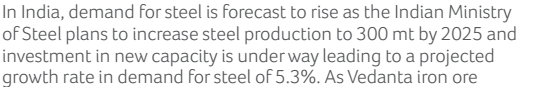 In India, demand for steel is forecast to rise as the Indian Ministry
of Steel plans to increase steel production to 300 mt by 2025 and
investment in new capacity is under way leading to a projected
growth rate in demand for steel of 5.3%. As Vedanta iron ore